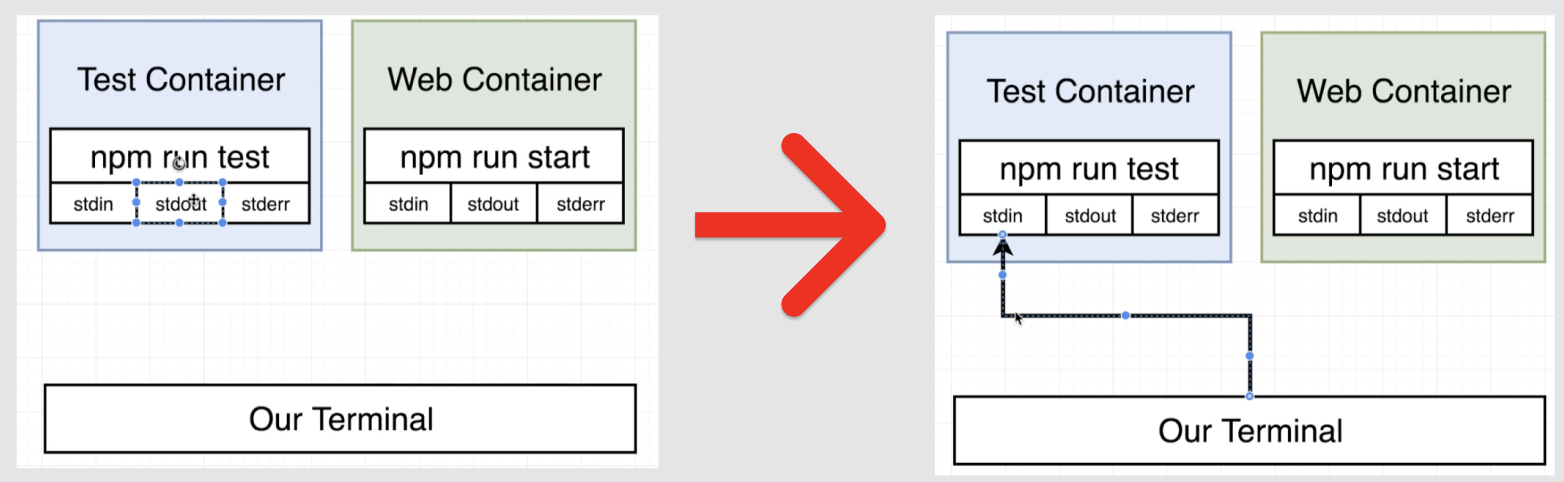 Test Container
Web Container
npm run test
npm run start
stdin stdout stderr
stdin stdout stderr
Our Terminal
Test Container
Web Container
npm run test
npm run start
stdin stdout stderr
stdin stdout stderr
Our Terminal